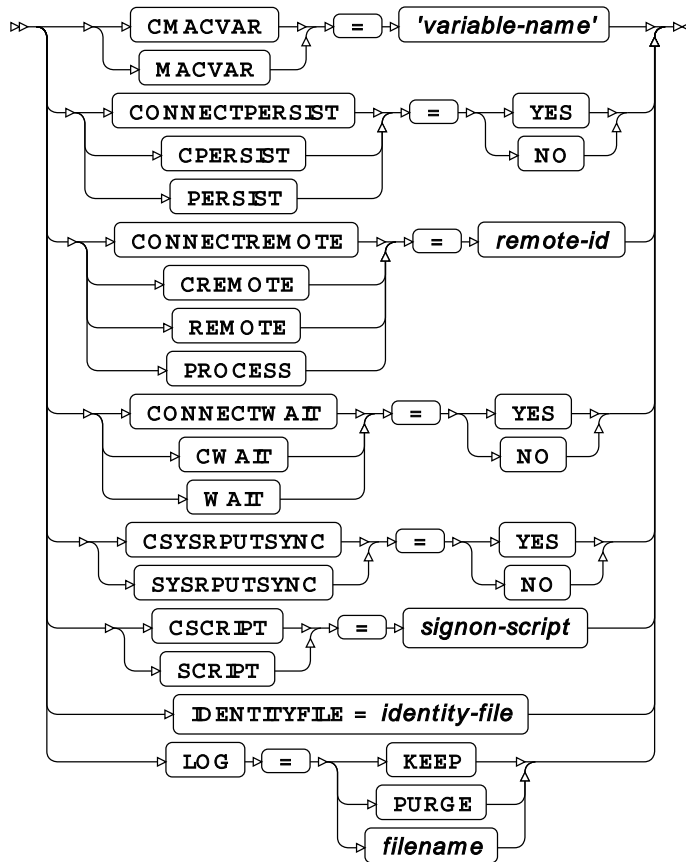 CMACVAR = 'variable-name'
MACVAR
CONNECTPERSIST = YES
CPERSIST NO
PERSIST
CONNECTREMOTE = remote-id
CREMOTE
REMOTE
PROCESS
CONNECTWAIT = YES
CWAIT NO
WAIT
CSYSRPUTSYNC = YES
SYSRPUTSYNC NO
CSCRIPT = signon-script
SCRIPT
IDENTITYFILE = identity-file
LOG = KEEP
PURGE
filename